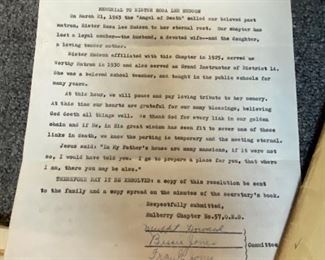 MEMORIAL TO SISTER ROSA LEE HUDSON
On March 21, 1963 the 'Angel of Death' called our beloved past
matron, Sister Rosa Lee Hudson to her eternal rest. Our chapter has
lost a loyal member-the husband, a devoted wife-and the daughter,
a loving tender mother.
Sister Hudson affiliated with this Chapter in 1925, served as
Worthy Matron in 1930 and also served as Grand Instructor of District 14.
She was a beloved school teacher, and taught in the public schools for
many years.
At this hour, we will pause and pay loving tribute to her memory.
At this time our hearts are grateful for our many blessings, believing
God doeth all things well. We thank God for every link in our golden
chain and if He, in His great wisdom has seen fit to sever one of these
links in Death, we know the parting is temporary and the meeting eternal.
Jesus said: "In My Father's house are many mansions, if it were not
so, I would have told you. I go to prepare a place for you, that where
I am, there you may be also."
THEREFORE BE IT RESOLVED: a copy of this resolution be sent
to the family and a copy spread on the minutes of the secretary's book.
Respectfully submitted,
Mulberry Chapter No.57,O.E.S.
Bessie Jones
Committee